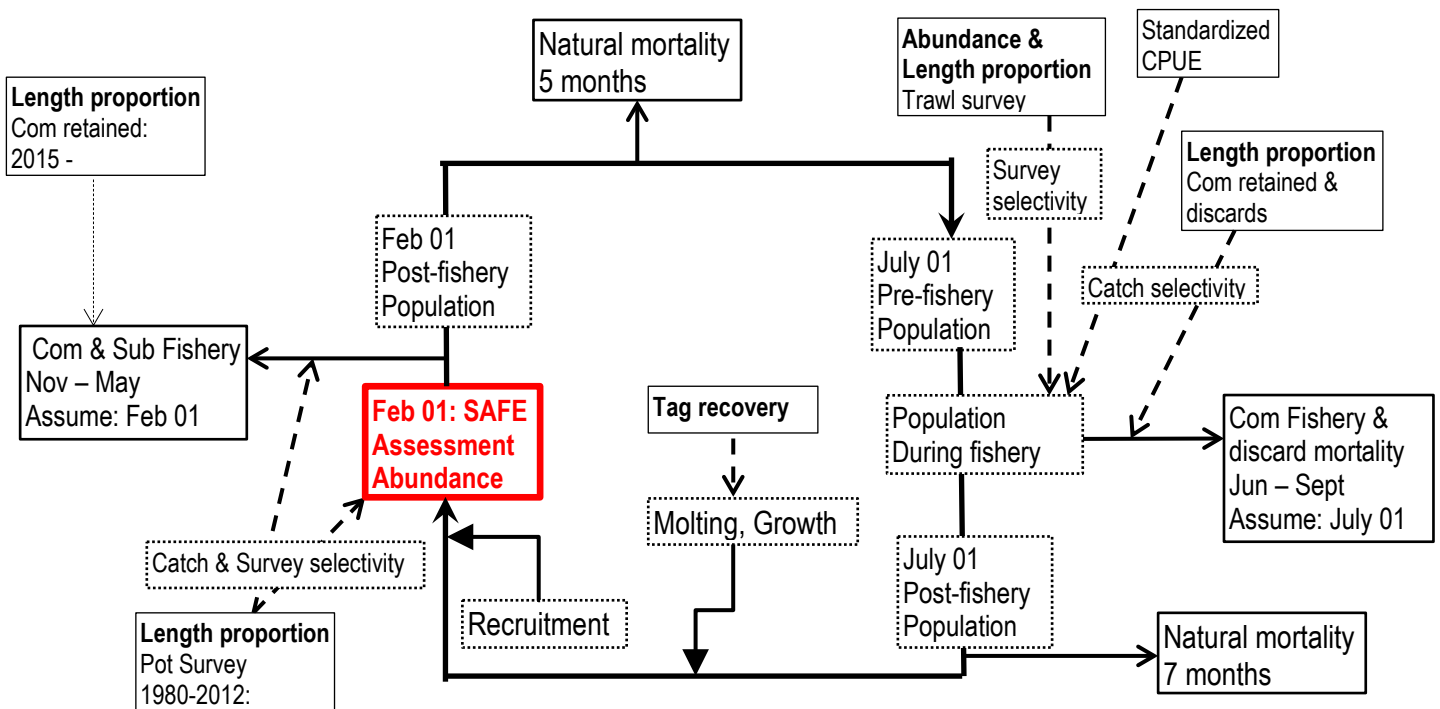 Natural mortality
5 months
Abundance &
Length proportion
Trawl survey
Standardized
CPUE
Length proportion
Com retained:
2015 -
Length proportion
Com retained &
discards
Survey
selectivity
Feb 01
Post-fishery
Population
July 01
Pre-fishery
Population
Catch selectivity
Com & Sub Fishery
Nov – May
Assume: Feb 01
Feb 01: SAFE
Assessment
Abundance
Tag recovery
Population
During fishery
Com Fishery &
discard mortality
Jun – Sept
Assume: July 01
Molting, Growth
Catch & Survey selectivity
July 01
Post-fishery
Population
Recruitment
Length proportion
Pot Survey
1980-2012:
Natural mortality
7 months